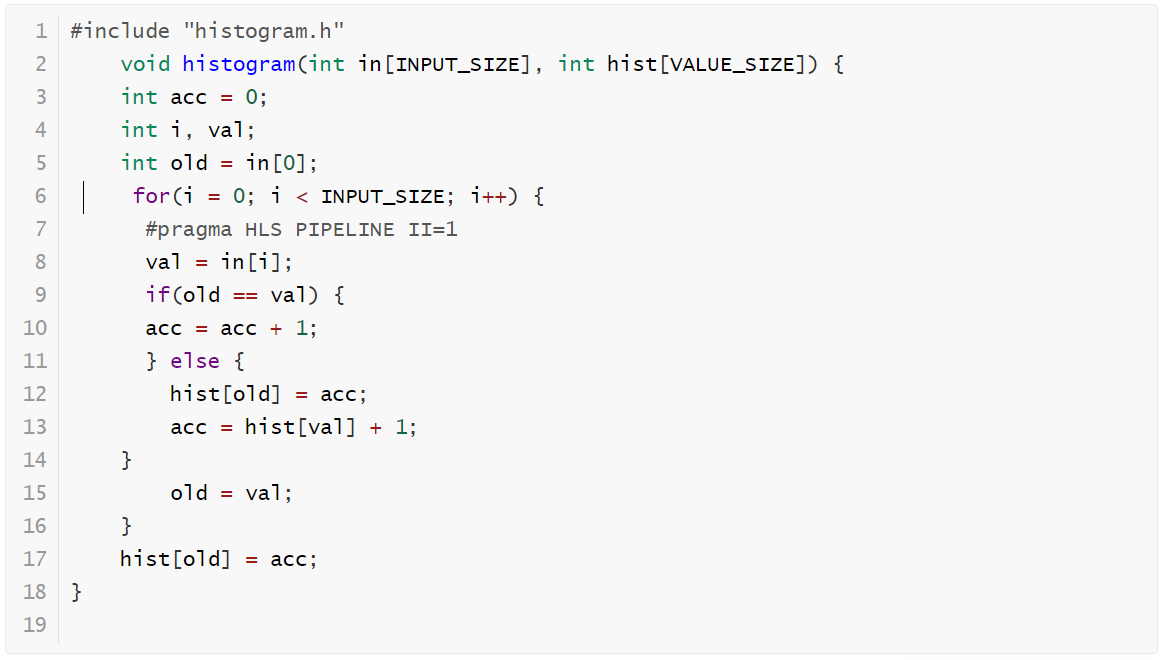 1 #include "histogram.h"
2 void histogram(int in[INPUT_SIZE], int hist[VALUE_SIZE]) {
3 int acc = 0;
4 int i, val;
5 int old = in[0];
6 for(i = 0; i < INPUT_SIZE; i++) {
7 #pragma HLS PIPELINE II=1
8 val = in[i];
9 if(old == val) {
10 acc = acc + 1;
11 } else {
12 hist[old] = acc;
13 acc = hist[val] + 1;
14 }
15 old = val;
16 }
17 hist[old] = acc;
18 }
19